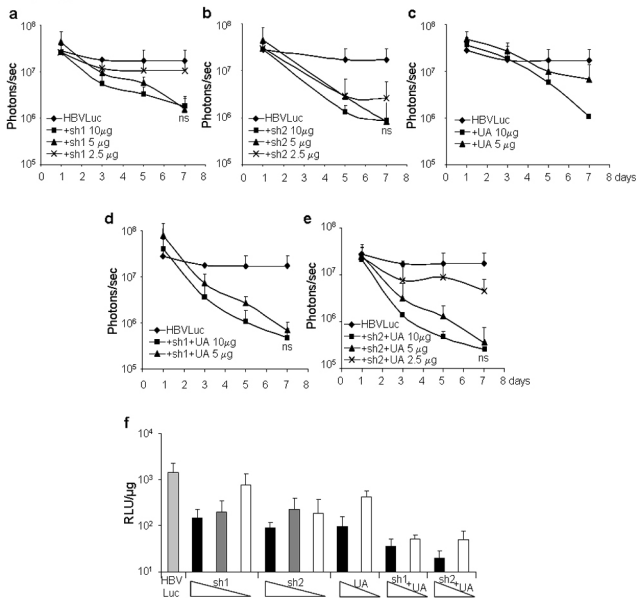 a
Photons/sec
10⁸
10⁷
10⁶
10⁵
HBVLuc
+sh1 10µg
+sh1 5 µg
+sh1 2.5 µg
ns
0 1 2 3 4 5 6 7 8
b
Photons/sec
10⁸
10⁷
10⁶
10⁵
HBVLuc
+sh2 10µg
+sh2 5 µg
+sh2 2.5 µg
ns
0 1 2 3 4 5 6 7 8
c
Photons/sec
10⁸
10⁷
10⁶
10⁵
HBVLuc
+UA 10µg
+UA 5 µg
0 1 2 3 4 5 6 7 8 days
d
Photons/sec
10⁸
10⁷
10⁶
10⁵
HBVLuc
+sh1+UA 10µg
+sh1+UA 5 µg
ns
0 1 2 3 4 5 6 7 8
e
Photons/sec
10⁸
10⁷
10⁶
10⁵
HBVLuc
+sh2+UA 10µg
+sh2+UA 5 µg
+sh2+UA 2.5 µg
ns
0 1 2 3 4 5 6 7 8 days
f
RLU/µg
10⁴
10³
10²
10¹
HBV
Luc
sh1
sh2
UA
sh1+UA
sh2+UA